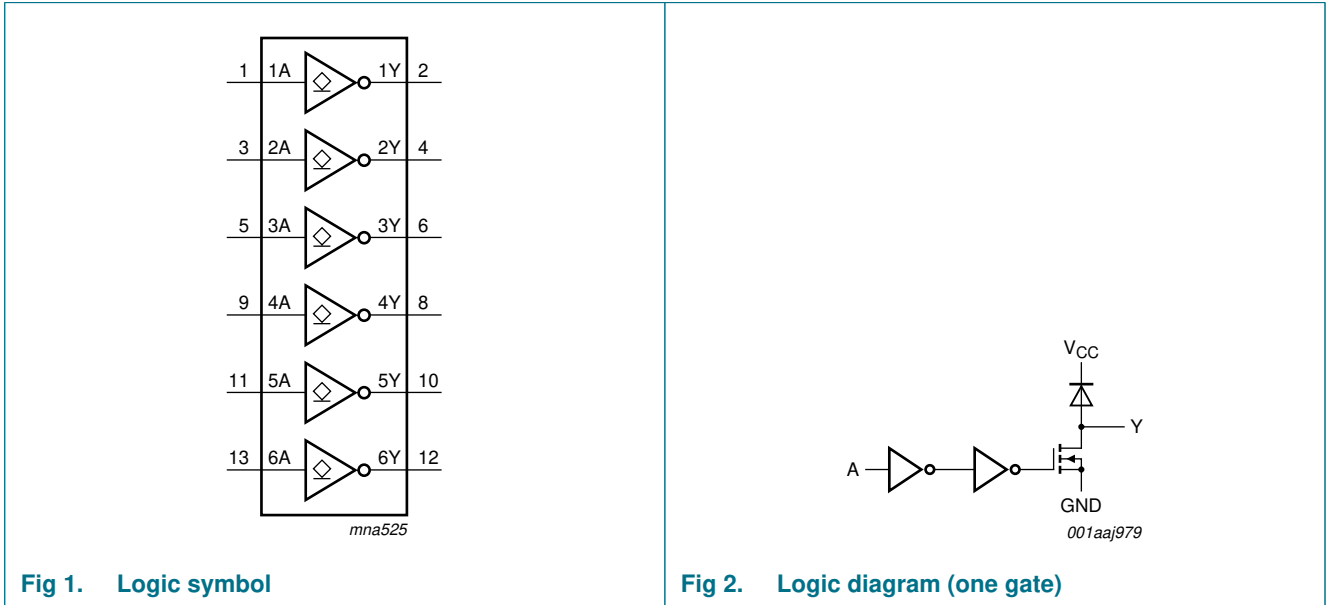 1 1A 1Y 2
3 2A 2Y 4
5 3A 3Y 6
9 4A 4Y 8
11 5A 5Y 10
13 6A 6Y 12
mna525
Fig 1. Logic symbol
VCC
Y
A
GND
001aaj979
Fig 2. Logic diagram (one gate)